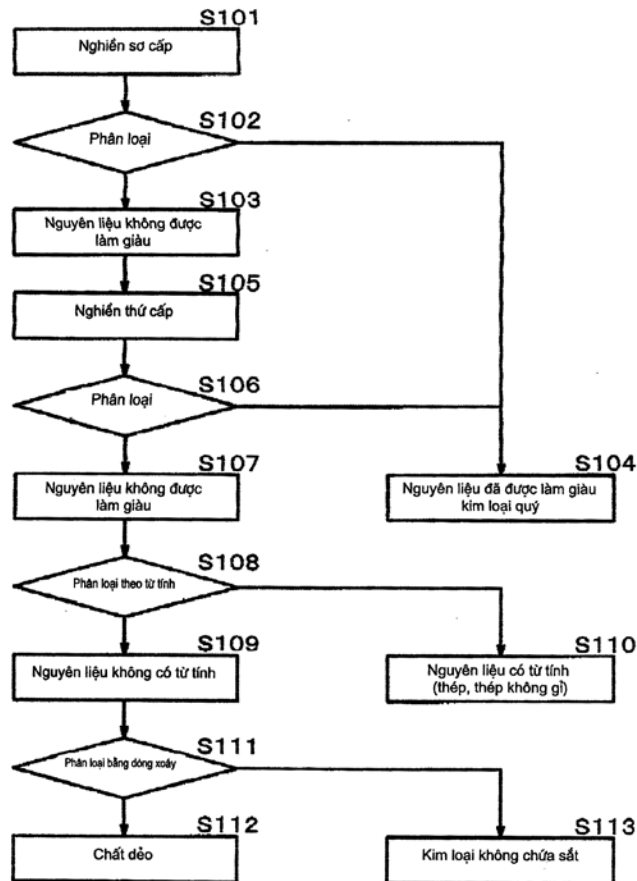 S101
Nghiền sơ cấp
S102
Phân loại
S103
Nguyên liệu không được
làm giàu
S105
Nghiền thứ cấp
S106
Phân loại
S107
Nguyên liệu không được
làm giàu
S104
Nguyên liệu đã được làm giàu
kim loại quý
S108
Phân loại theo từ tính
S109
Nguyên liệu không có từ tính
S110
Nguyên liệu có từ tính
(thép, thép không gỉ)
S111
Phân loại bằng dòng xoáy
S112
Chất dẻo
S113
Kim loại không chứa sắt